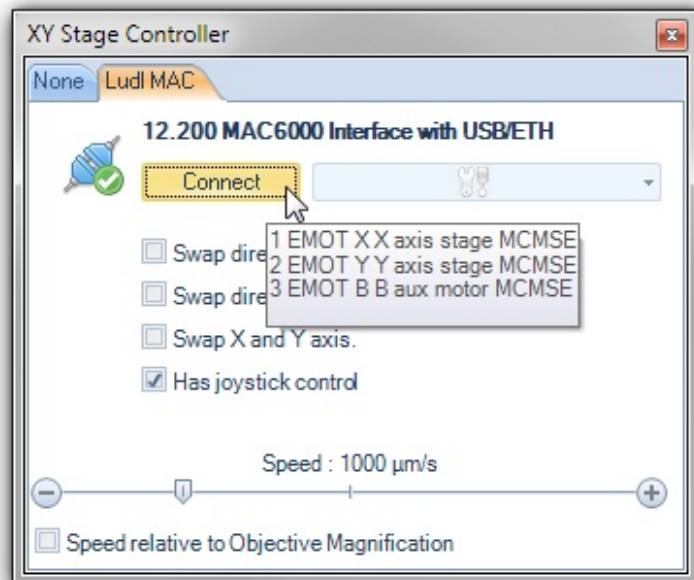 XY Stage Controller
None Ludl MAC
12.200 MAC6000 Interface with USB/ETH
Connect
1 EMOT X X axis stage MCMSE
2 EMOT Y Y axis stage MCMSE
3 EMOT B B aux motor MCMSE
Swap dire
Swap dire
Swap X and Y axis.
Has joystick control
Speed : 1000 µm/s
Speed relative to Objective Magnification